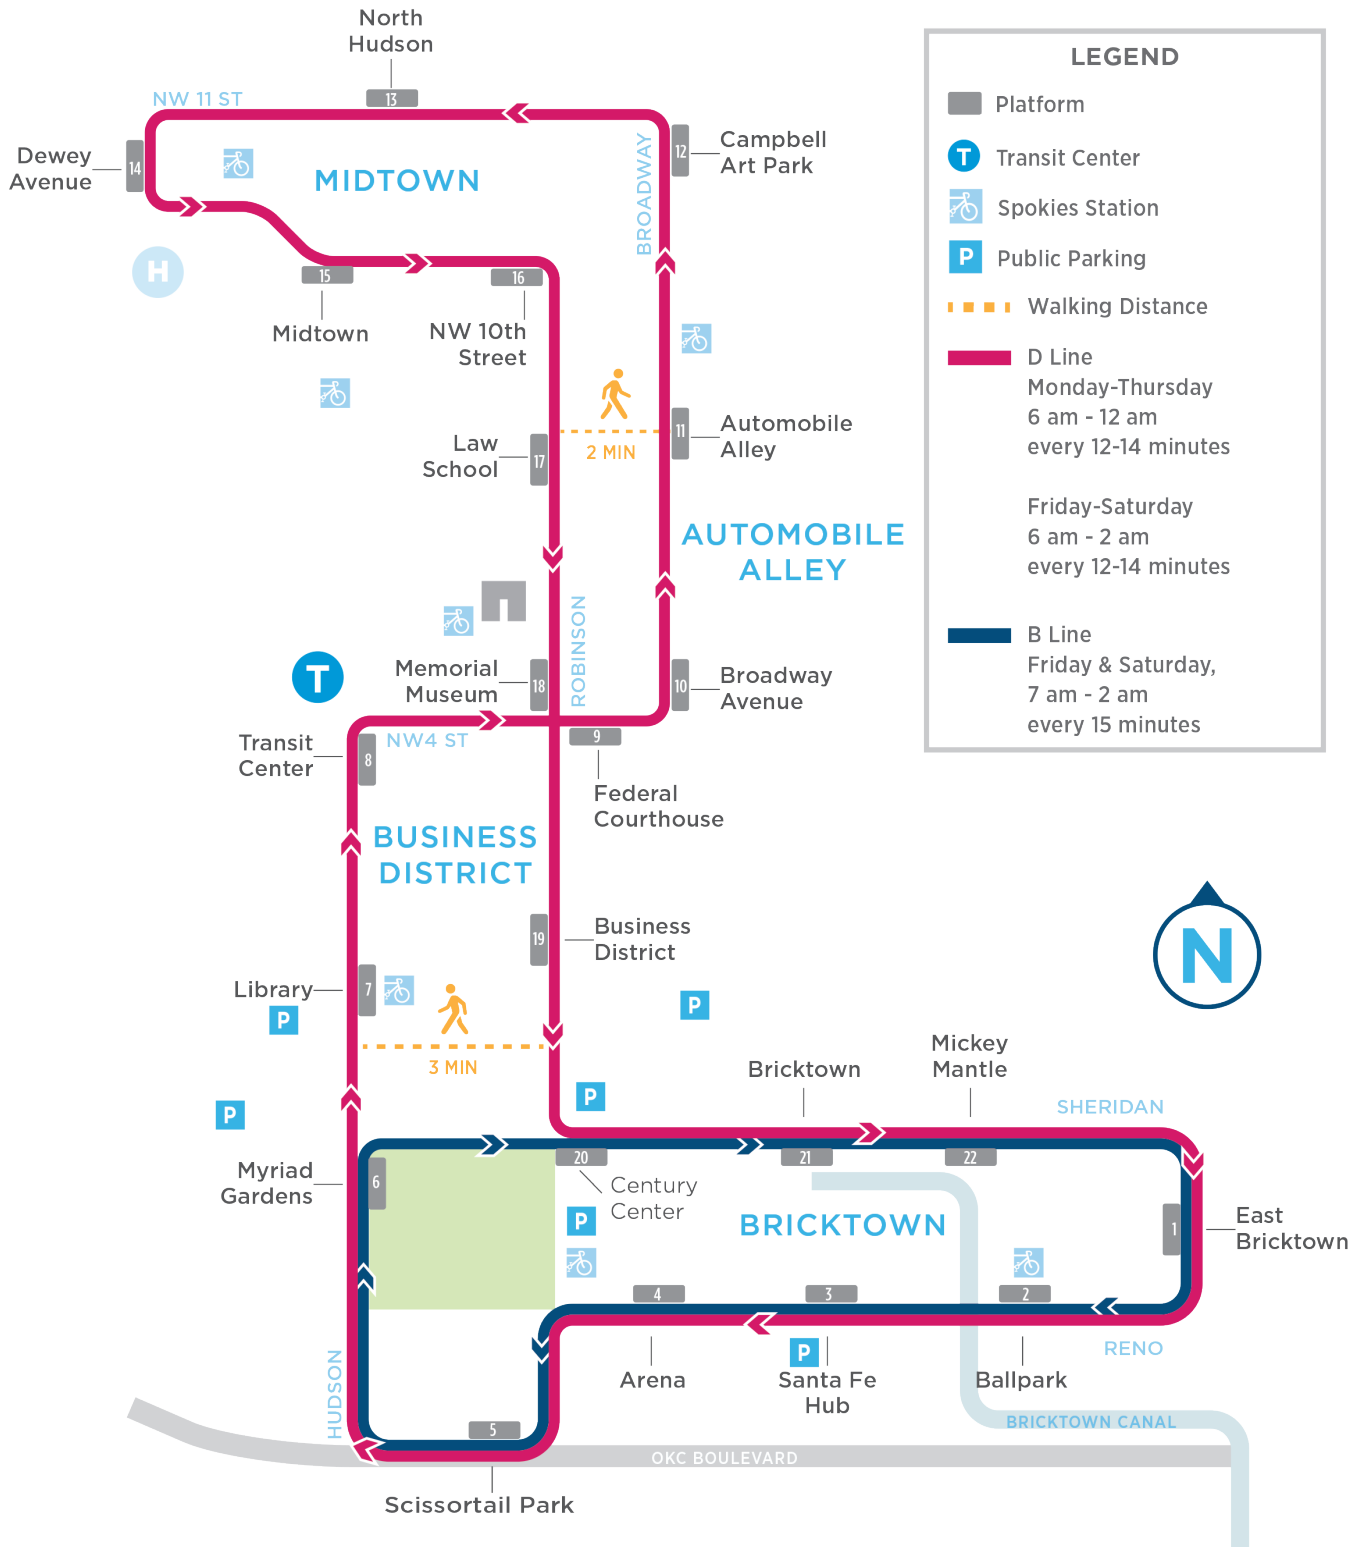 North
Hudson
NW 11 ST
13
Dewey
Avenue
14
MIDTOWN
BROADWAY
12
Campbell
Art Park
H
15
Midtown
16
NW 10th
Street
Law
School
17
2 MIN
11
Automobile
Alley
AUTOMOBILE
ALLEY
ROBINSON
T
Memorial
Museum
18
10
Broadway
Avenue
NW4 ST
9
Transit
Center
8
Federal
Courthouse
BUSINESS
DISTRICT
19
Business
District
Library
7
P
P
3 MIN
P
P
N
Bricktown
Mickey
Mantle
SHERIDAN
Myriad
Gardens
6
20
21
22
Century
Center
P
BRICKTOWN
1
East
Bricktown
4
3
2
HUDSON
Arena
P
Santa Fe
Hub
Ballpark
RENO
5
BRICKTOWN CANAL
OKC BOULEVARD
Scissortail Park
LEGEND
Platform
T
Transit Center
Spokies Station
P
Public Parking
Walking Distance
D Line
Monday-Thursday
6 am - 12 am
every 12-14 minutes
Friday-Saturday
6 am - 2 am
every 12-14 minutes
B Line
Friday & Saturday,
7 am - 2 am
every 15 minutes